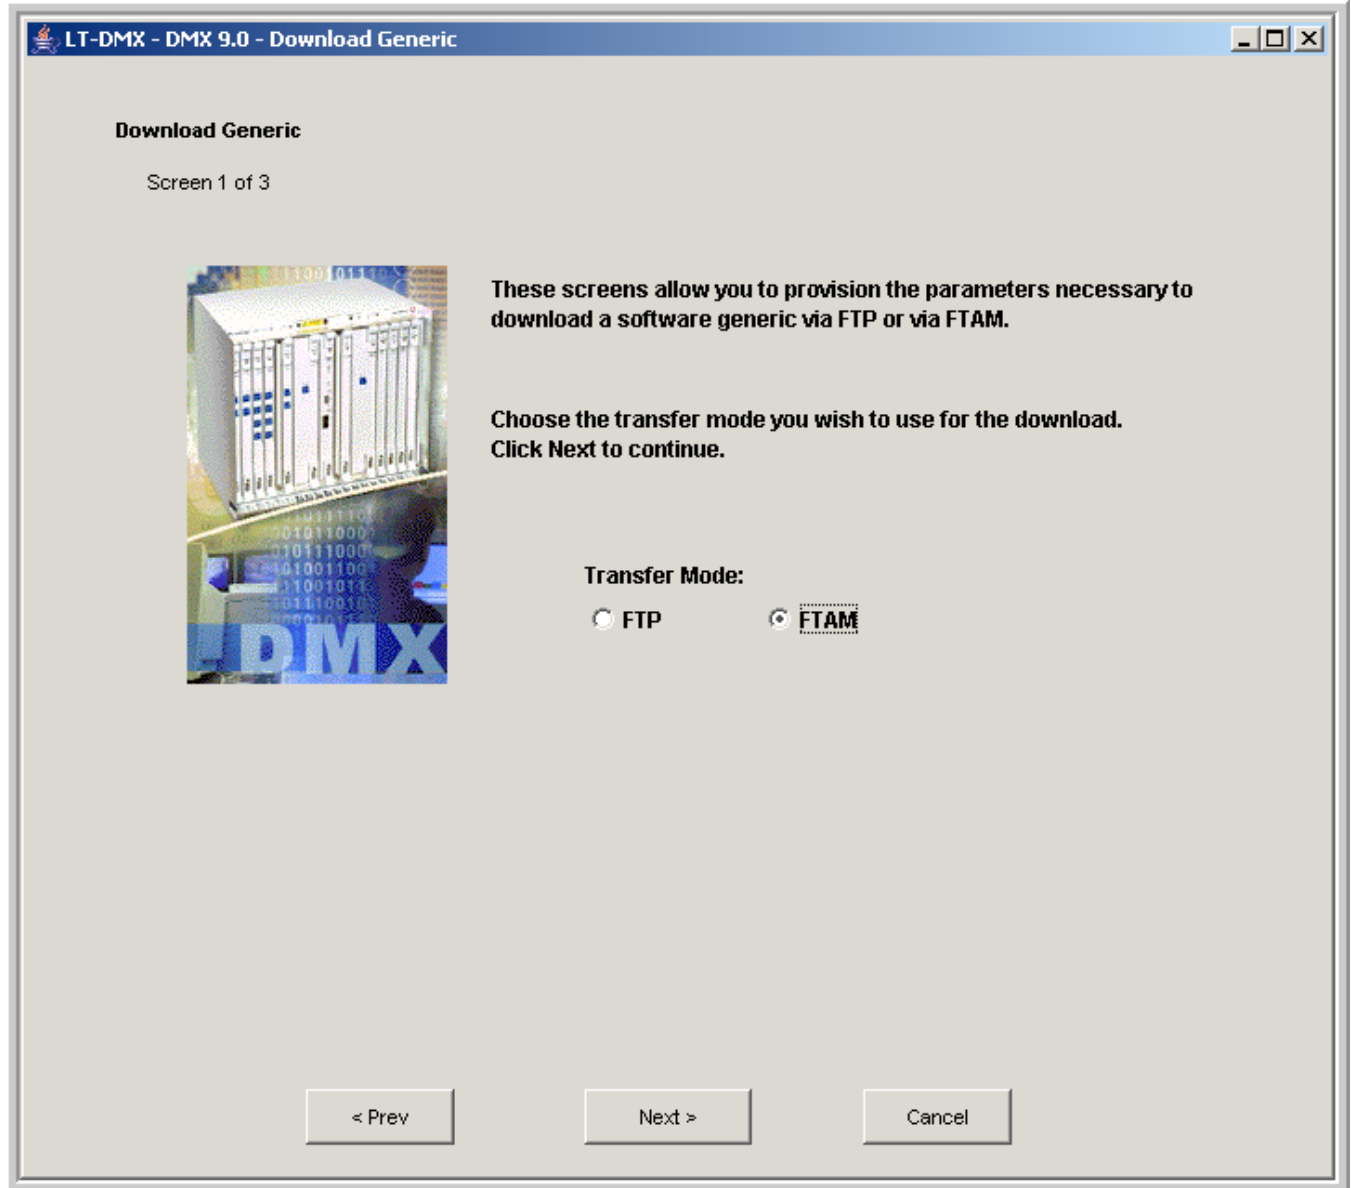 LT-DMX - DMX 9.0 - Download Generic
Download Generic
Screen 1 of 3
These screens allow you to provision the parameters necessary to
download a software generic via FTP or via FTAM.
Choose the transfer mode you wish to use for the download.
Click Next to continue.
Transfer Mode:
FTP FTAM
DMX
< Prev Next > Cancel